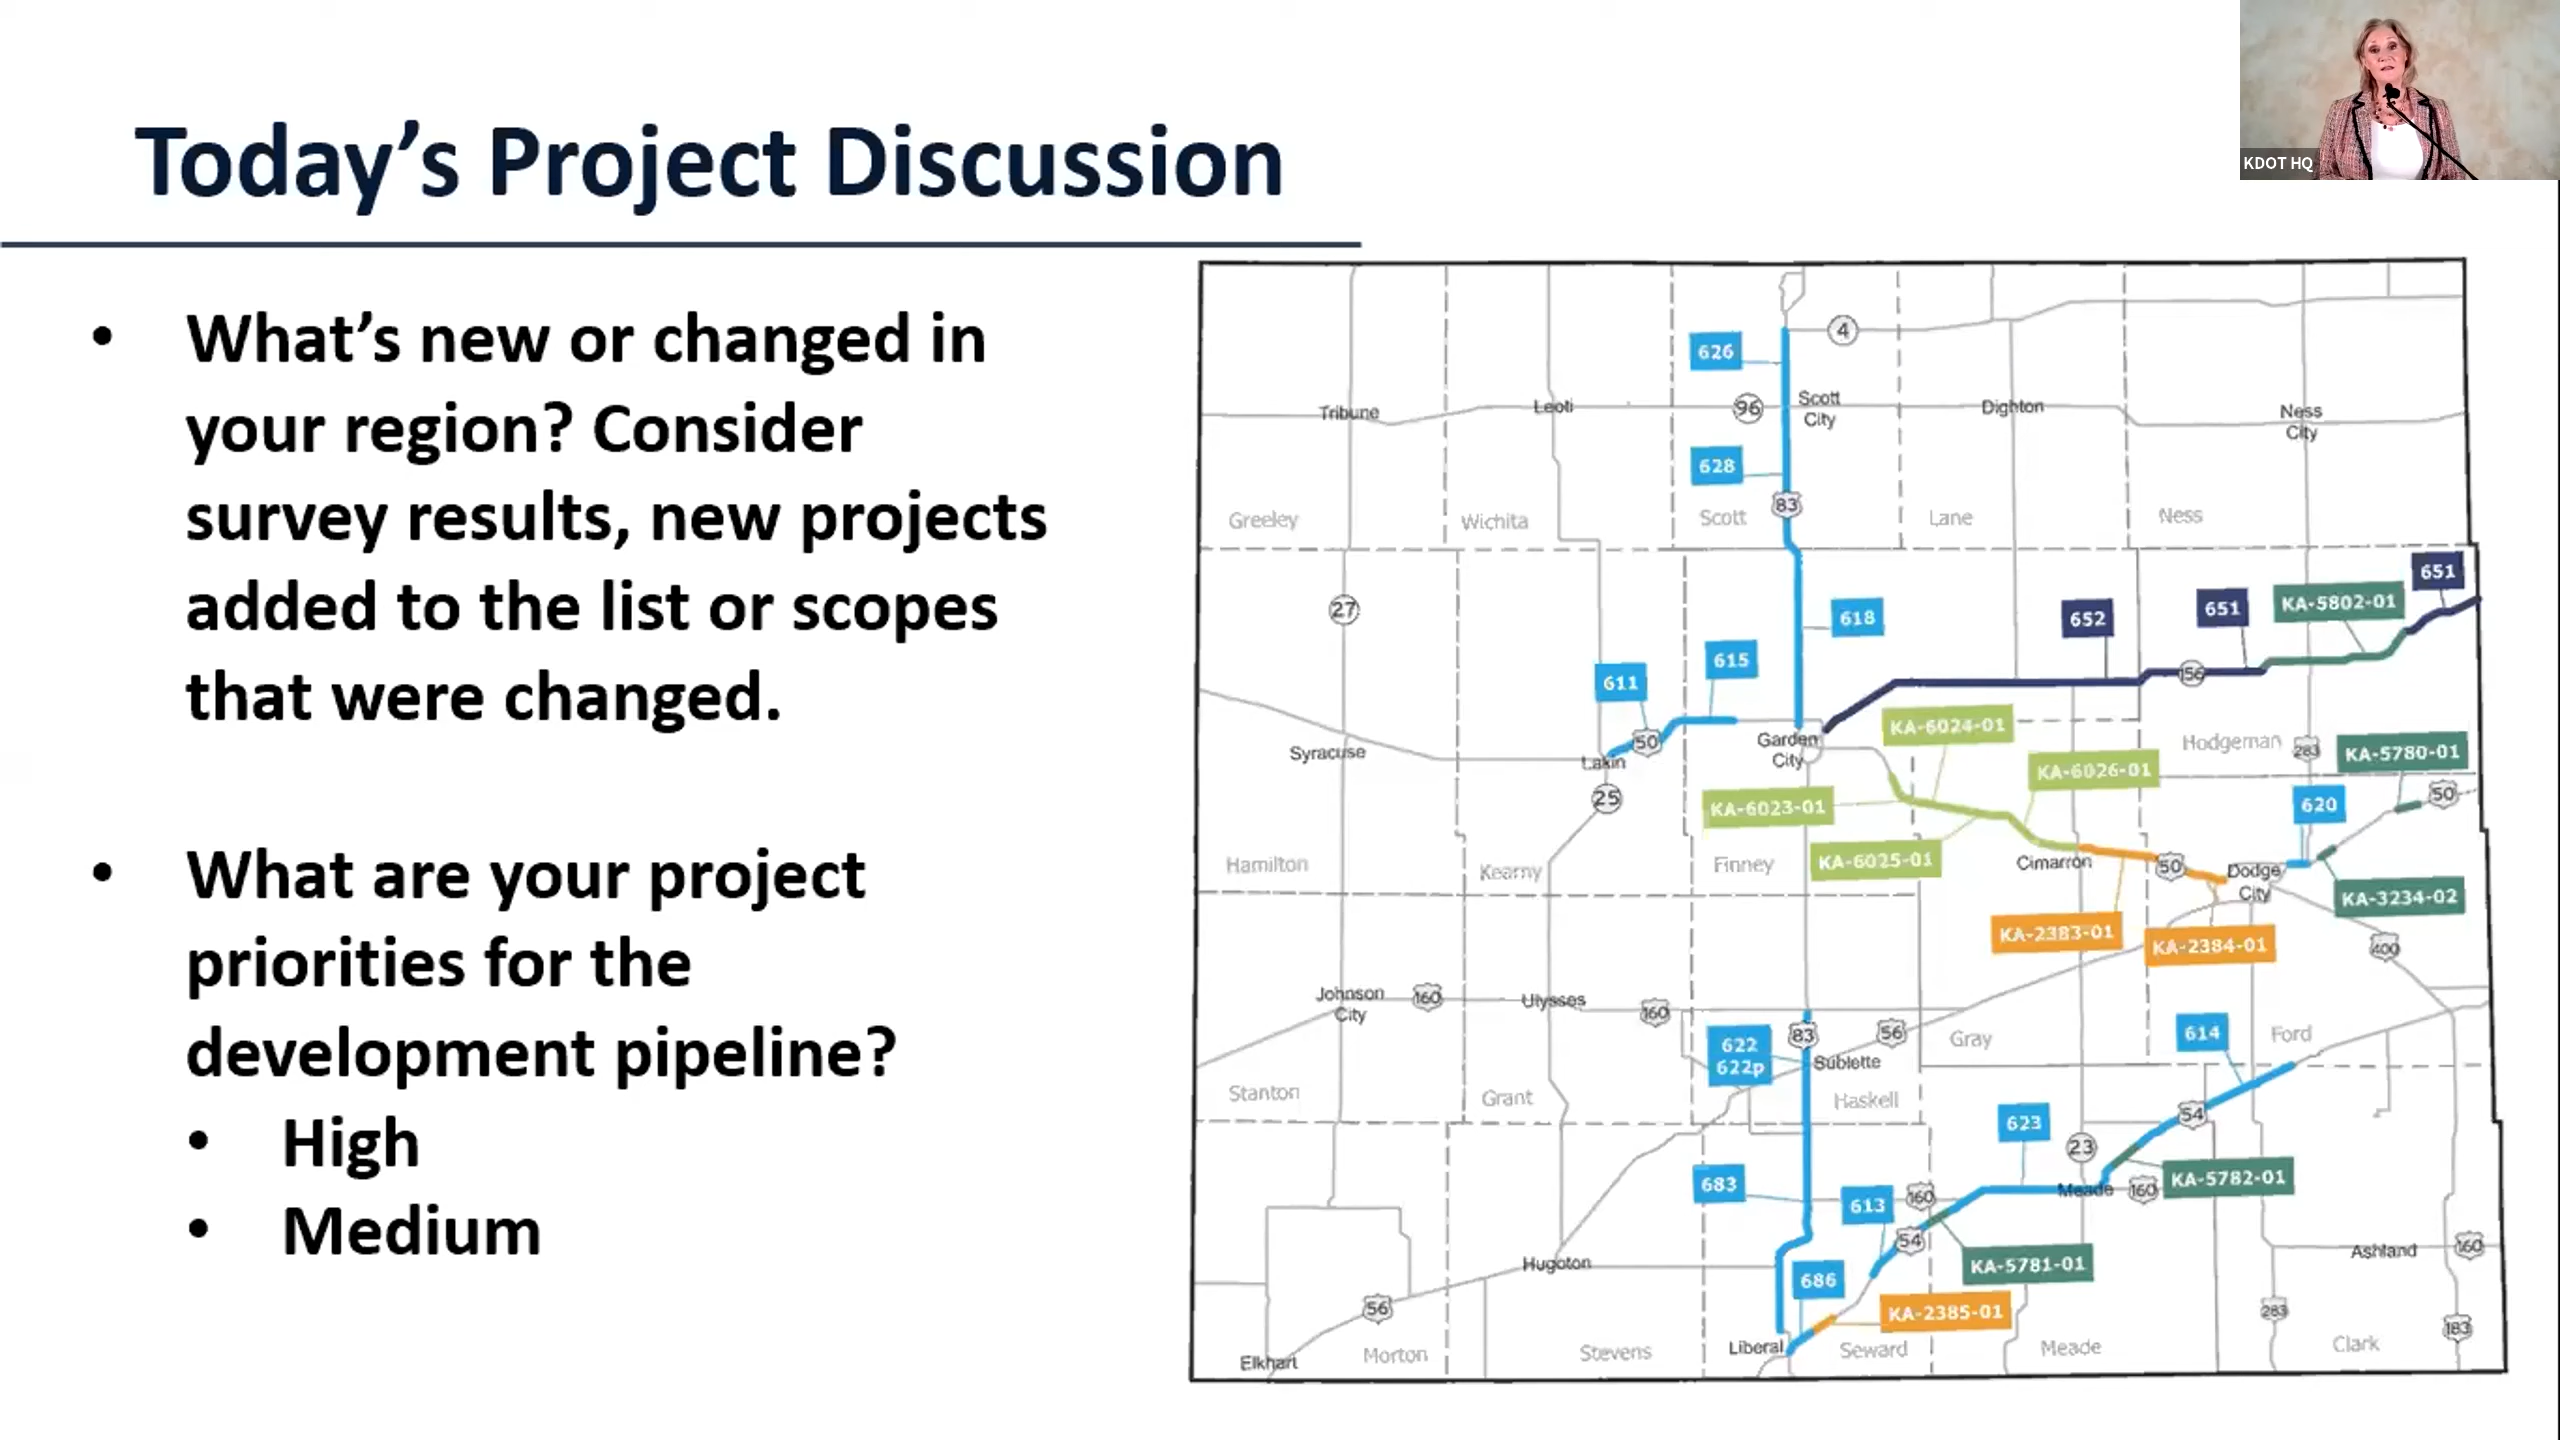 KDOT HQ
Today's Project Discussion
• What's new or changed in
your region? Consider
survey results, new projects
added to the list or scopes
that were changed.
• What are your project
priorities for the
development pipeline?
• High
• Medium
626
4
96
Scott
City
Tribune
Leoti
Dighton
Ness
City
628
83
Greeley
Wichita
Scott
Lane
Ness
651
KA-5802-01
651
652
618
27
615
611
156
50
KA-6024-01
Garden
City
Hodgeman
283
KA-5780-01
Syracuse
Lakin
KA-6026-01
25
KA-6023-01
620
50
KA-6025-01
Hamilton
Kearny
Finney
Cimarron
50
Dodge
City
KA-3234-02
KA-2383-01
KA-2384-01
400
Johnson
City
160
Ulysses
160
83
56
622
622p
Sublette
Gray
614
Ford
Stanton
Grant
Haskell
623
54
23
683
613
160
Meade
160
KA-5782-01
54
KA-5781-01
Hugoton
Ashland
160
686
56
KA-2385-01
283
183
Elkhart
Morton
Stevens
Liberal
Seward
Meade
Clark